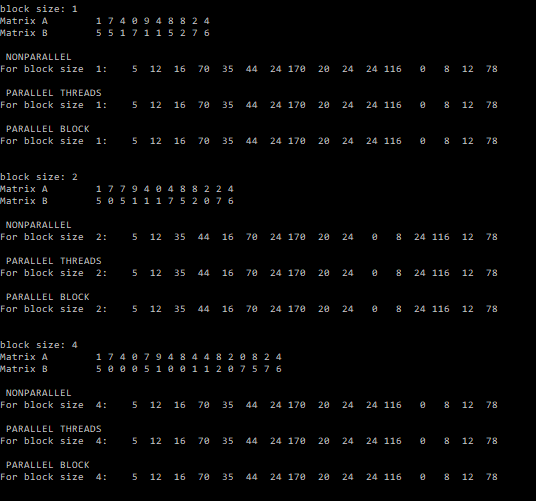 block size: 1
Matrix A 1 7 4 0 9 4 8 8 2 4
Matrix B 5 5 1 7 1 1 5 2 7 6
NONPARALLEL
For block size 1: 5 12 16 70 35 44 24 170 20 24 24 116 0 8 12 78
PARALLEL THREADS
For block size 1: 5 12 16 70 35 44 24 170 20 24 24 116 0 8 12 78
PARALLEL BLOCK
For block size 1: 5 12 16 70 35 44 24 170 20 24 24 116 0 8 12 78
block size: 2
Matrix A 1 7 7 9 4 0 4 8 8 2 2 4
Matrix B 5 0 5 1 1 1 7 5 2 0 7 6
NONPARALLEL
For block size 2: 5 12 35 44 16 70 24 170 20 24 0 8 24 116 12 78
PARALLEL THREADS
For block size 2: 5 12 35 44 16 70 24 170 20 24 0 8 24 116 12 78
PARALLEL BLOCK
For block size 2: 5 12 35 44 16 70 24 170 20 24 0 8 24 116 12 78
block size: 4
Matrix A 1 7 4 0 7 9 4 8 4 4 8 2 0 8 2 4
Matrix B 5 0 0 0 5 1 0 0 1 1 2 0 7 5 7 6
NONPARALLEL
For block size 4: 5 12 16 70 35 44 24 170 20 24 24 116 0 8 12 78
PARALLEL THREADS
For block size 4: 5 12 16 70 35 44 24 170 20 24 24 116 0 8 12 78
PARALLEL BLOCK
For block size 4: 5 12 16 70 35 44 24 170 20 24 24 116 0 8 12 78